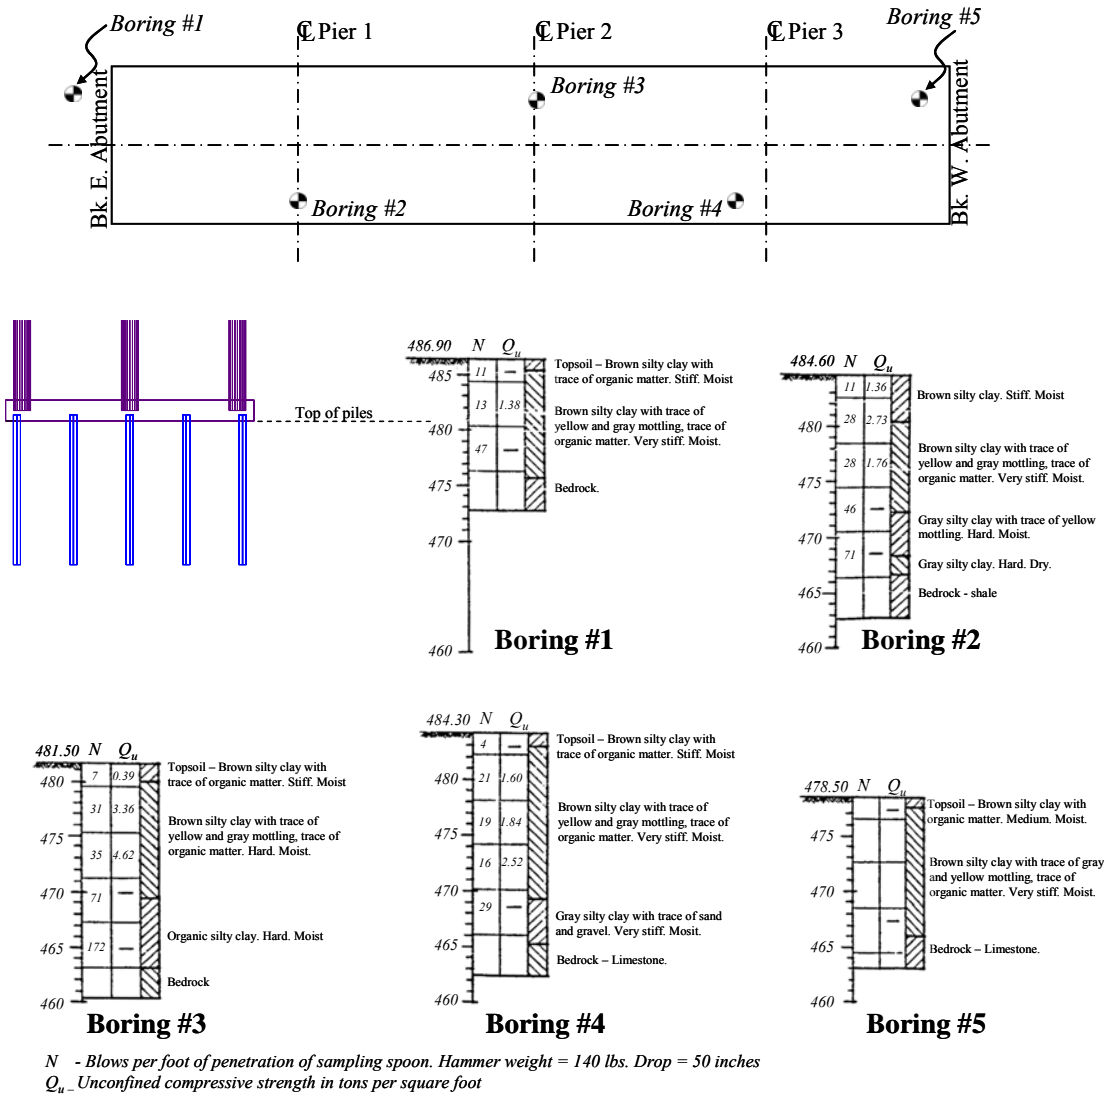 Boring #1
℄ Pier 1
℄ Pier 2
℄ Pier 3
Boring #5
Bk. E. Abutment
Boring #3
Bk. W. Abutment
Boring #2
Boring #4
Top of piles
486.90 N Qu
485
480
475
470
460
11 –
13 1.38
47 –
Topsoil – Brown silty clay with
trace of organic matter. Stiff. Moist
Brown silty clay with trace of
yellow and gray mottling, trace of
organic matter. Very stiff. Moist.
Bedrock.
Boring #1
484.60 N Qu
480
475
470
465
460
11 1.36
28 2.73
28 1.76
46 –
71 –
Brown silty clay. Stiff. Moist
Brown silty clay with trace of
yellow and gray mottling, trace of
organic matter. Very stiff. Moist.
Gray silty clay with trace of yellow
mottling. Hard. Moist.
Gray silty clay. Hard. Dry.
Bedrock - shale
Boring #2
481.50 N Qu
480
475
470
465
460
7 0.39
31 3.36
35 4.62
71 –
172 –
Topsoil – Brown silty clay with
trace of organic matter. Stiff. Moist
Brown silty clay with trace of
yellow and gray mottling, trace of
organic matter. Hard. Moist.
Organic silty clay. Hard. Moist
Bedrock
Boring #3
484.30 N Qu
480
475
470
465
460
4 –
21 1.60
19 1.84
16 2.52
29 –
Topsoil – Brown silty clay with
trace of organic matter. Stiff. Moist
Brown silty clay with trace of
yellow and gray mottling, trace of
organic matter. Very stiff. Moist.
Gray silty clay with trace of sand
and gravel. Very stiff. Mosit.
Bedrock – Limestone.
Boring #4
478.50 N Qu
475
470
465
460
–
–
Topsoil – Brown silty clay with
organic matter. Medium. Moist.
Brown silty clay with trace of gray
and yellow mottling, trace of
organic matter. Very stiff. Moist.
Bedrock – Limestone.
Boring #5
N - Blows per foot of penetration of sampling spoon. Hammer weight = 140 lbs. Drop = 50 inches
Qu – Unconfined compressive strength in tons per square foot